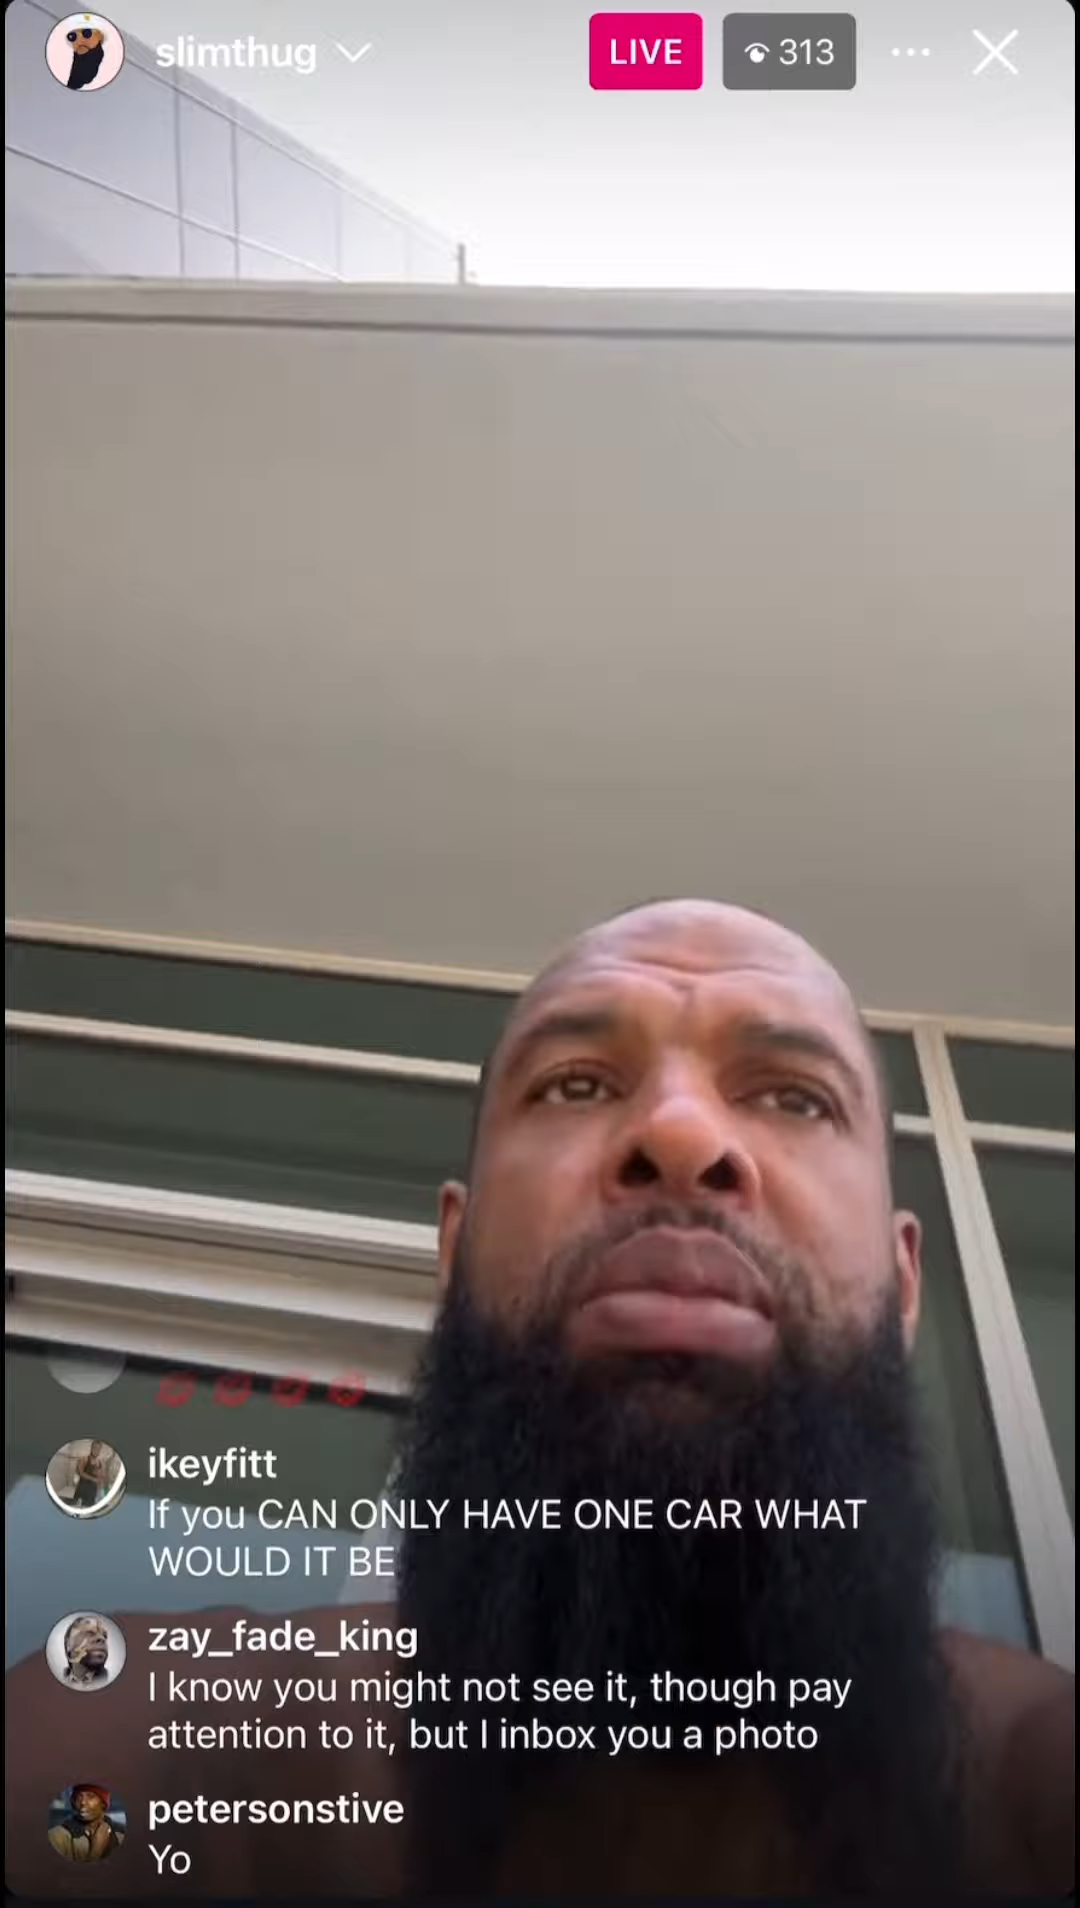 slimthug
LIVE
313
ikeyfitt
If you CAN ONLY HAVE ONE CAR WHAT
WOULD IT BE
zay_fade_king
I know you might not see it, though pay
attention to it, but I inbox you a photo
petersonstive
Yo